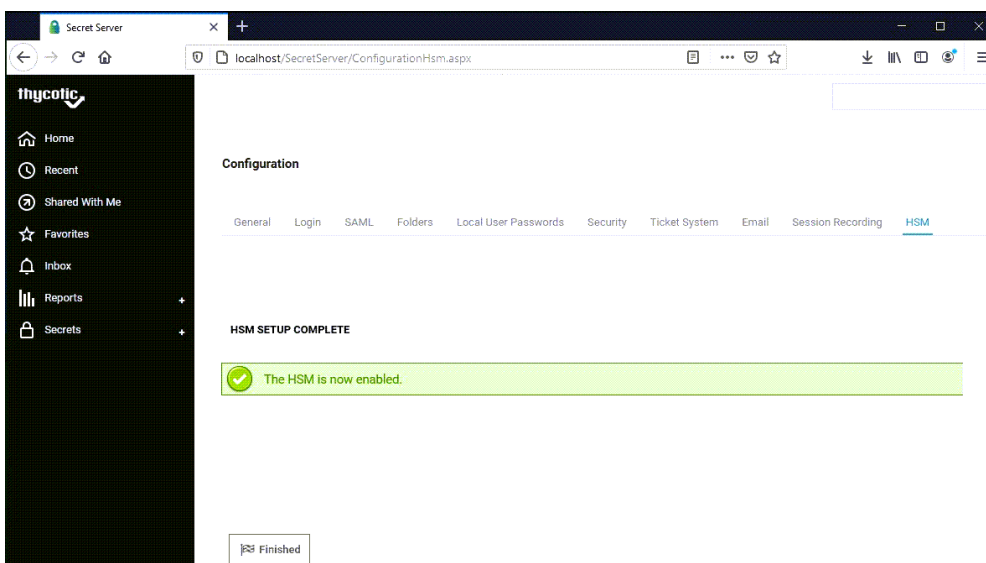 Secret Server
localhost/SecretServer/ConfigurationHsm.aspx
thycotic
Home
Recent
Shared With Me
Favorites
Inbox
Reports +
Secrets +
Configuration
General Login SAML Folders Local User Passwords Security Ticket System Email Session Recording HSM
HSM SETUP COMPLETE
The HSM is now enabled.
Finished